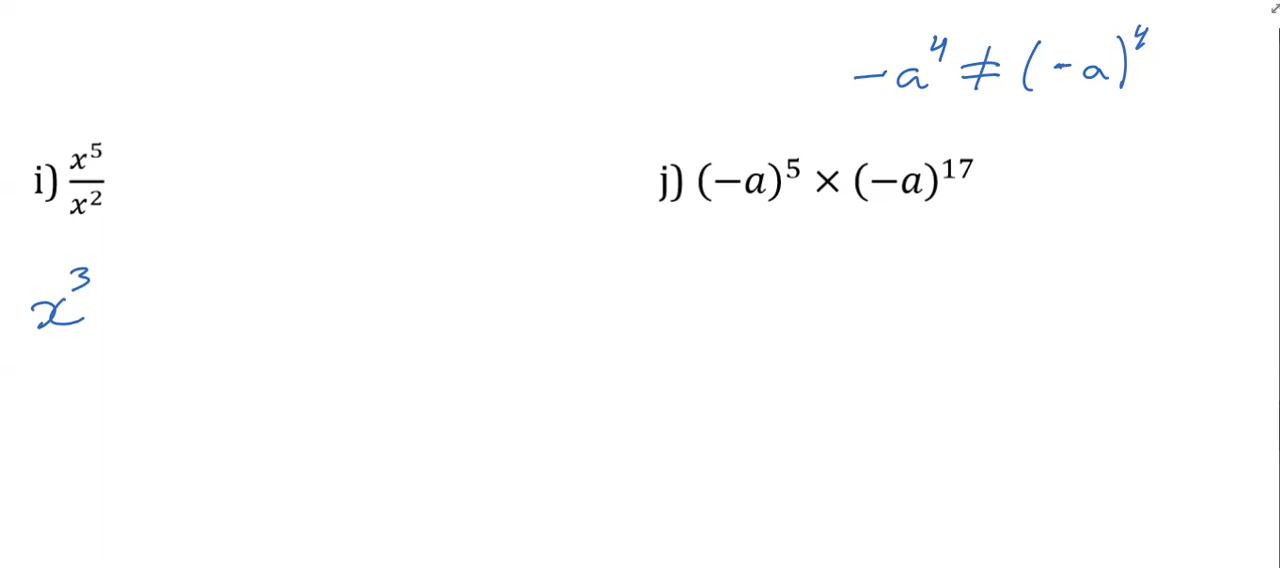 -a⁴ ≠ (-a)⁴
i) x⁵/x²
j) (−a)⁵ × (−a)¹⁷
x³